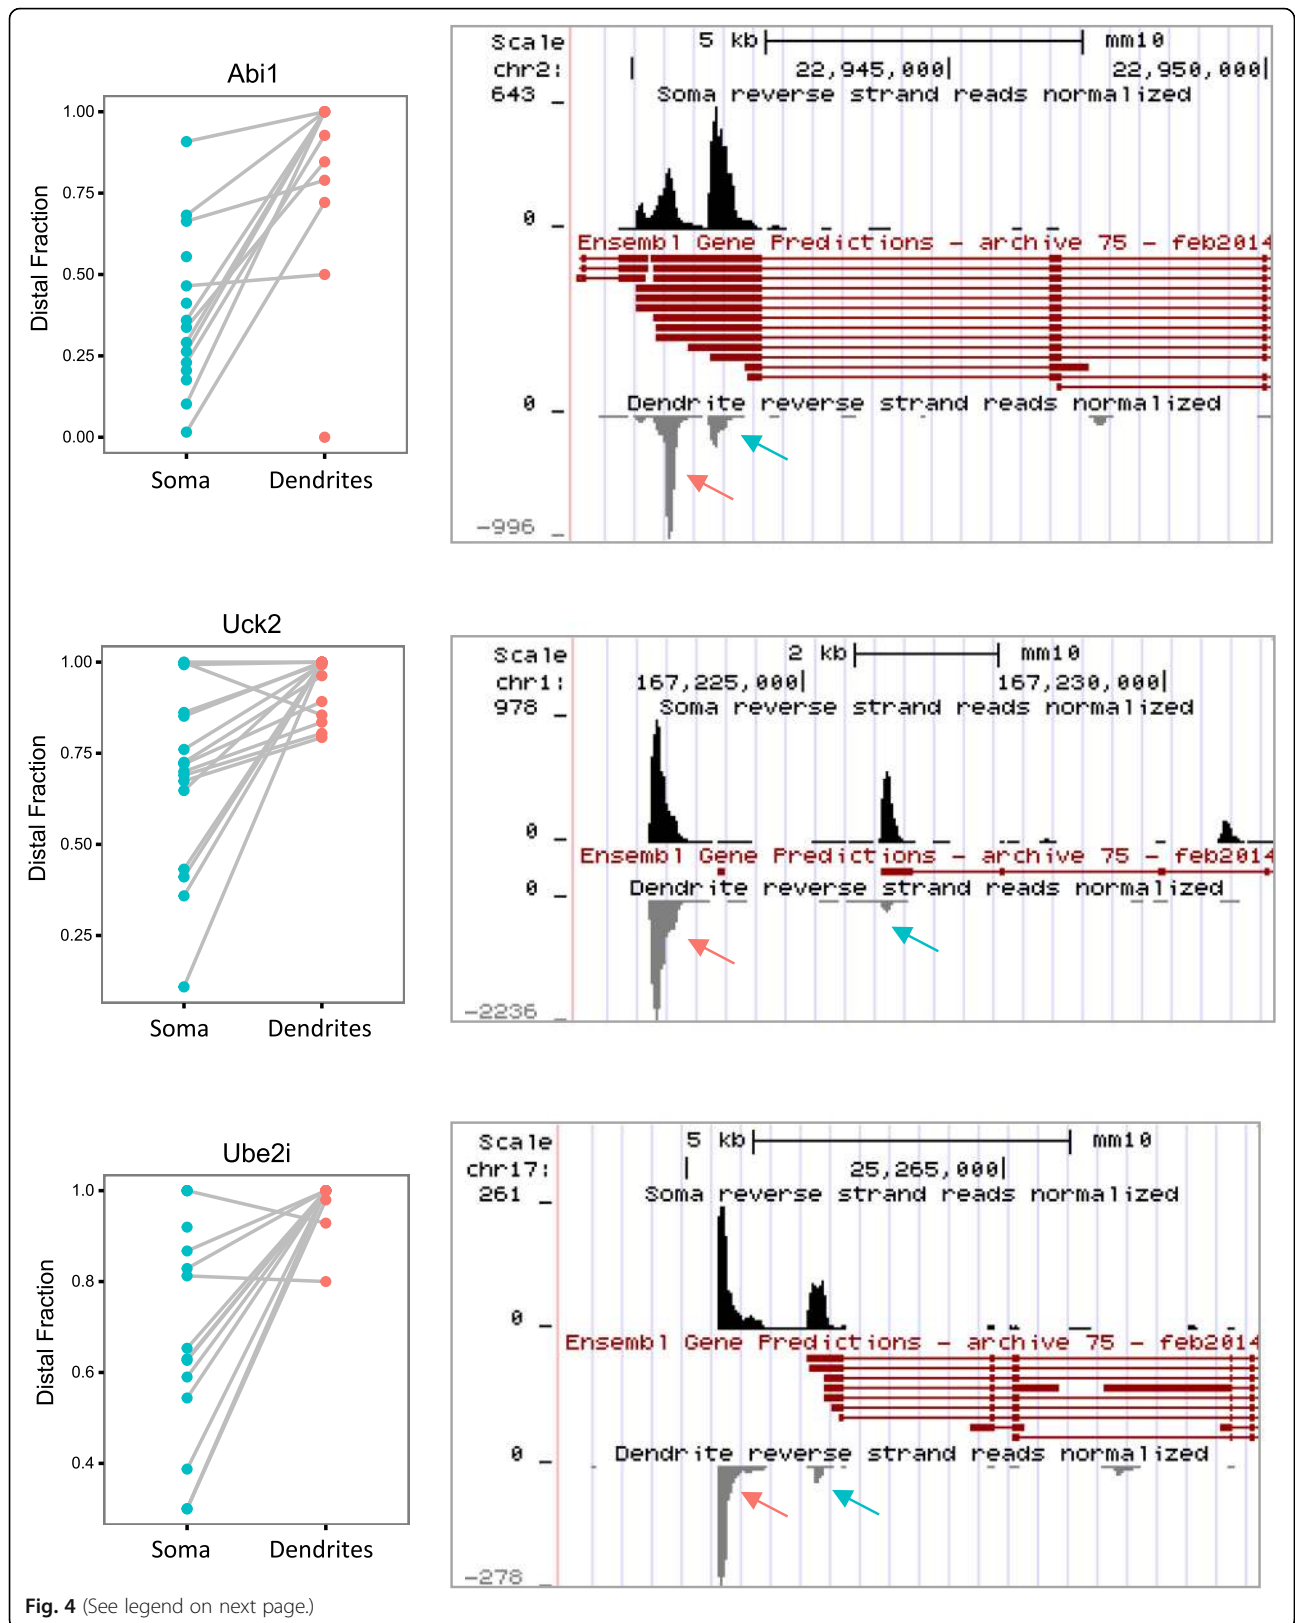 Abi1
Distal Fraction
1.00
0.75
0.50
0.25
0.00
Soma Dendrites
Scale 5 kb mm10
chr2: 22,945,000 22,950,000
643 Soma reverse strand reads normalized
0
Ensembl Gene Predictions - archive 75 - feb2014
0 Dendrite reverse strand reads normalized
-996
Uck2
Distal Fraction
1.00
0.75
0.50
0.25
Soma Dendrites
Scale 2 kb mm10
chr1: 167,225,000 167,230,000
978 Soma reverse strand reads normalized
0
Ensembl Gene Predictions - archive 75 - feb2014
0 Dendrite reverse strand reads normalized
-2236
Ube2i
Distal Fraction
1.0
0.8
0.6
0.4
Soma Dendrites
Scale 5 kb mm10
chr17: 25,265,000
261 Soma reverse strand reads normalized
0
Ensembl Gene Predictions - archive 75 - feb2014
0 Dendrite reverse strand reads normalized
-278
Fig. 4 (See legend on next page.)